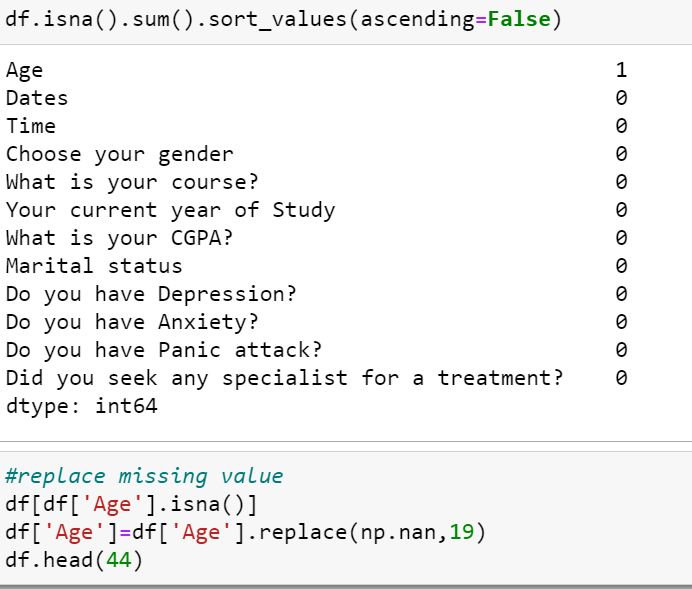 df.isna().sum().sort_values(ascending=False)
Age 1
Dates 0
Time 0
Choose your gender 0
What is your course? 0
Your current year of Study 0
What is your CGPA? 0
Marital status 0
Do you have Depression? 0
Do you have Anxiety? 0
Do you have Panic attack? 0
Did you seek any specialist for a treatment? 0
dtype: int64
#replace missing value
df[df['Age'].isna()]
df['Age']=df['Age'].replace(np.nan,19)
df.head(44)